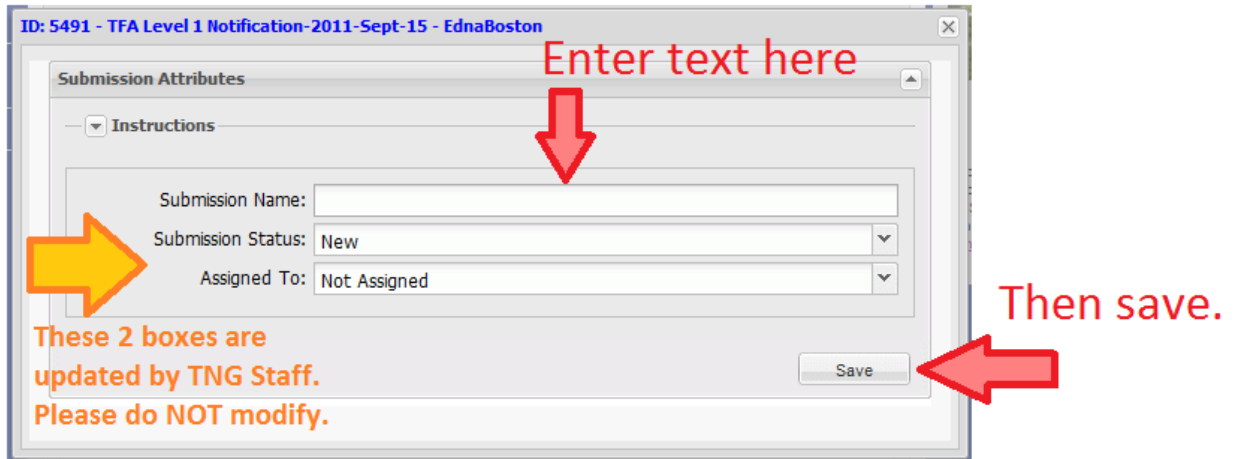 ID: 5491 - TFA Level 1 Notification-2011-Sept-15 - EdnaBoston
Enter text here
Submission Attributes
Instructions
Submission Name:
Submission Status: New
Assigned To: Not Assigned
Then save.
These 2 boxes are
updated by TNG Staff.
Save
Please do NOT modify.